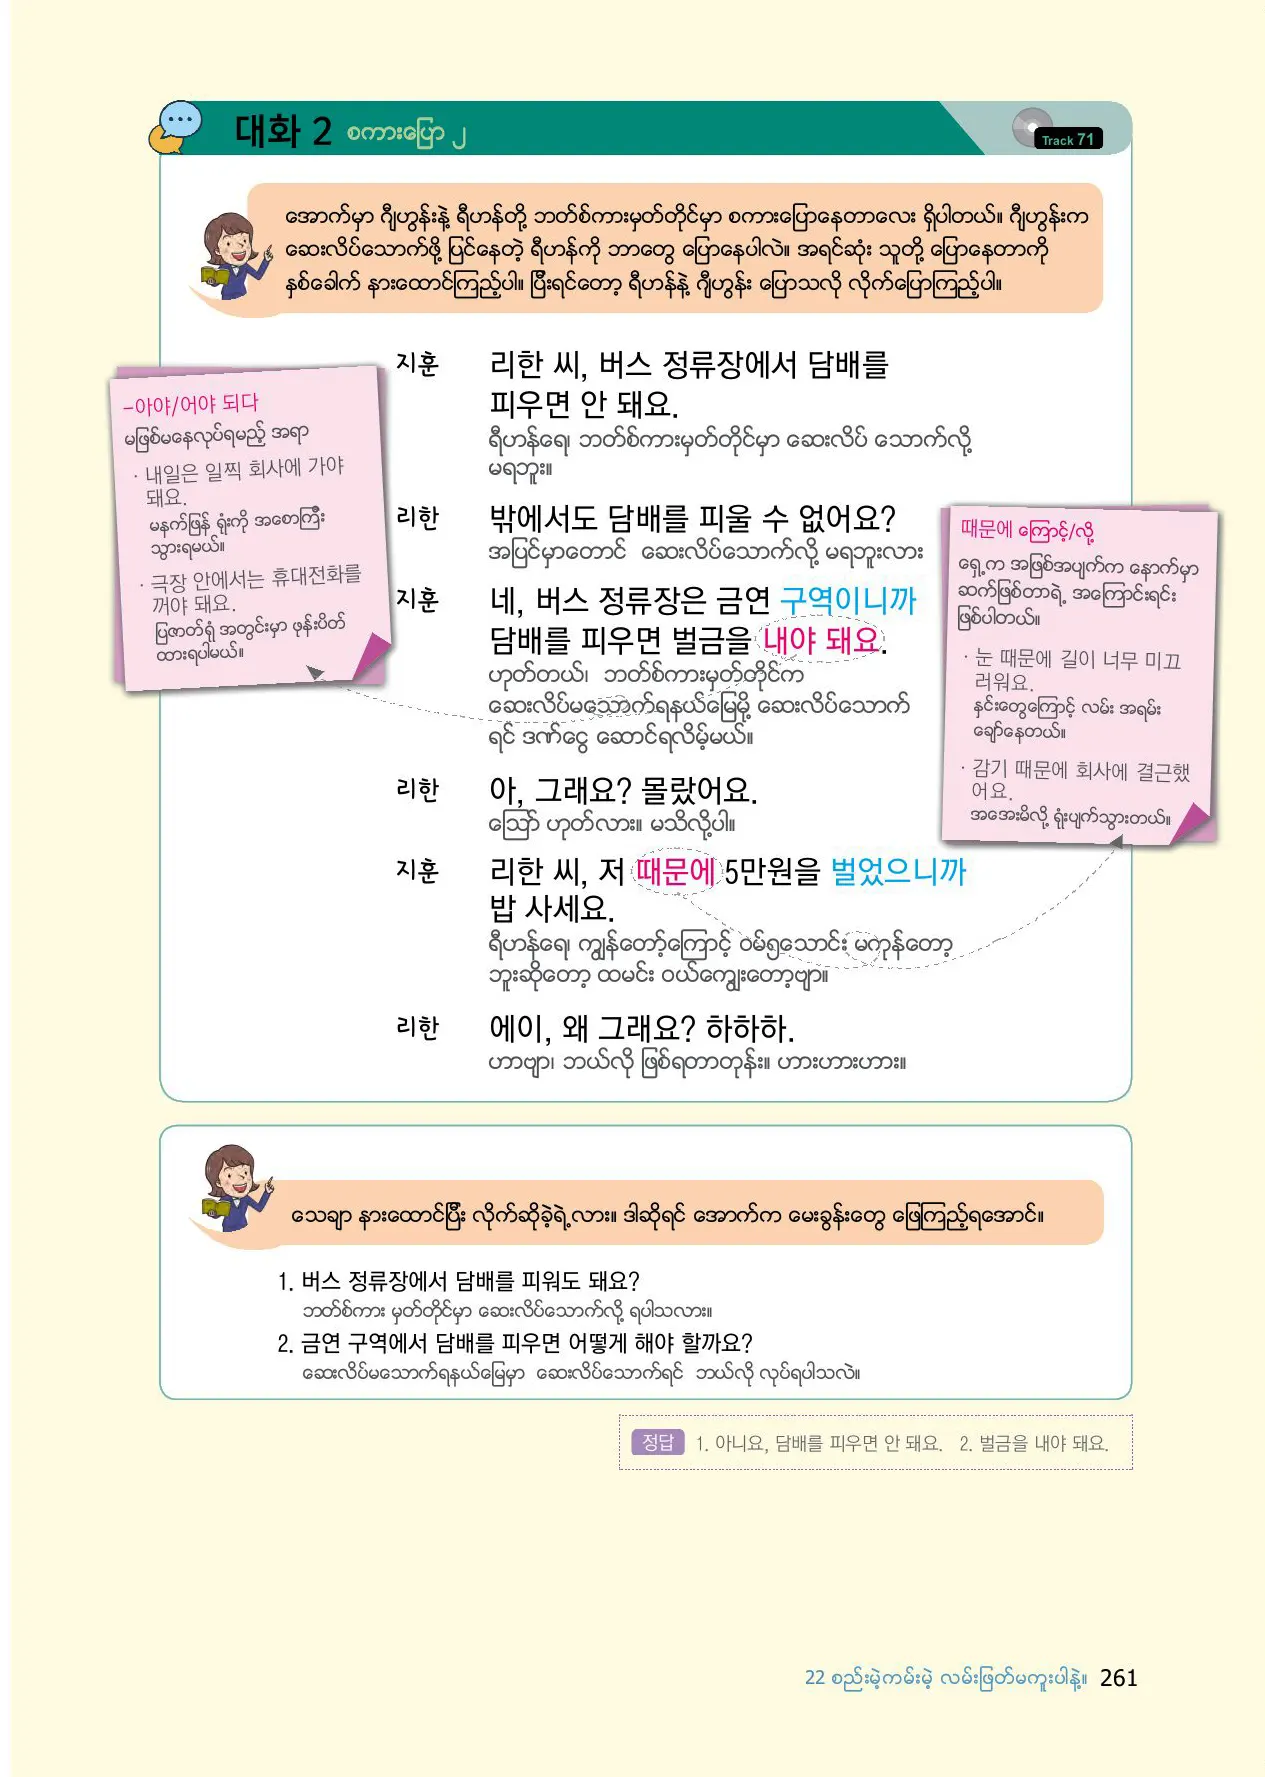 대화 2 စကားပြော ၂
Track 71
အောက်မှာ ဂျီဟွန်းနဲ့ ရီဟန်တို့ ဘတ်စ်ကားမှတ်တိုင်မှာ စကားပြောနေတာလေး ရှိပါတယ်။ ဂျီဟွန်းက
ဆေးလိပ်သောက်ဖို့ ပြင်နေတဲ့ ရီဟန်ကို ဘာတွေ ပြောနေပါလဲ။ အရင်ဆုံး သူတို့ ပြောနေတာကို
နှစ်ခေါက် နားထောင်ကြည့်ပါ။ ပြီးရင်တော့ ရီဟန်နဲ့ ဂျီဟွန်း ပြောသလို လိုက်ပြောကြည့်ပါ။
지훈 리한 씨, 버스 정류장에서 담배를
피우면 안 돼요.
ရီဟန်ရေ၊ ဘတ်စ်ကားမှတ်တိုင်မှာ ဆေးလိပ် သောက်လို့
မရဘူး။
리한 밖에서도 담배를 피울 수 없어요?
အပြင်မှာတောင် ဆေးလိပ်သောက်လို့ မရဘူးလား
지훈 네, 버스 정류장은 금연 구역이니까
담배를 피우면 벌금을 내야 돼요.
ဟုတ်တယ်၊ ဘတ်စ်ကားမှတ်တိုင်က
ဆေးလိပ်မသောက်ရနယ်မြေမို့ ဆေးလိပ်သောက်
ရင် ဒဏ်ငွေ ဆောင်ရလိမ့်မယ်။
리한 아, 그래요? 몰랐어요.
ဪ ဟုတ်လား။ မသိလို့ပါ။
지훈 리한 씨, 저 때문에 5만원을 벌었으니까
밥 사세요.
ရီဟန်ရေ၊ ကျွန်တော့်ကြောင့် ဝမ်၅သောင်း မကုန်တော့
ဘူးဆိုတော့ ထမင်း ဝယ်ကျွေးတော့ဗျာ။
리한 에이, 왜 그래요? 하하하.
ဟာဗျာ၊ ဘယ်လို ဖြစ်ရတာတုန်း။ ဟားဟားဟား။
-아야/어야 되다
မဖြစ်မနေလုပ်ရမည့် အရာ
· 내일은 일찍 회사에 가야
돼요.
မနက်ဖြန် ရုံးကို အစောကြီး
သွားရမယ်။
· 극장 안에서는 휴대전화를
꺼야 돼요.
ပြဇာတ်ရုံ အတွင်းမှာ ဖုန်းပိတ်
ထားရပါမယ်။
때문에 ကြောင့်/လို့
ရှေ့က အဖြစ်အပျက်က နောက်မှာ
ဆက်ဖြစ်တာရဲ့ အကြောင်းရင်း
ဖြစ်ပါတယ်။
· 눈 때문에 길이 너무 미끄
러워요.
နှင်းတွေကြောင့် လမ်း အရမ်း
ချော်နေတယ်။
· 감기 때문에 회사에 결근했
어요.
အအေးမိလို့ ရုံးပျက်သွားတယ်။
သေချာ နားထောင်ပြီး လိုက်ဆိုခဲ့ရဲ့လား။ ဒါဆိုရင် အောက်က မေးခွန်းတွေ ဖြေကြည့်ရအောင်။
1. 버스 정류장에서 담배를 피워도 돼요?
ဘတ်စ်ကား မှတ်တိုင်မှာ ဆေးလိပ်သောက်လို့ ရပါသလား။
2. 금연 구역에서 담배를 피우면 어떻게 해야 할까요?
ဆေးလိပ်မသောက်ရနယ်မြေမှာ ဆေးလိပ်သောက်ရင် ဘယ်လို လုပ်ရပါသလဲ။
정답 1. 아니요, 담배를 피우면 안 돼요. 2. 벌금을 내야 돼요.
22 စည်းမဲ့ကမ်းမဲ့ လမ်းဖြတ်မကူးပါနဲ့။ 261